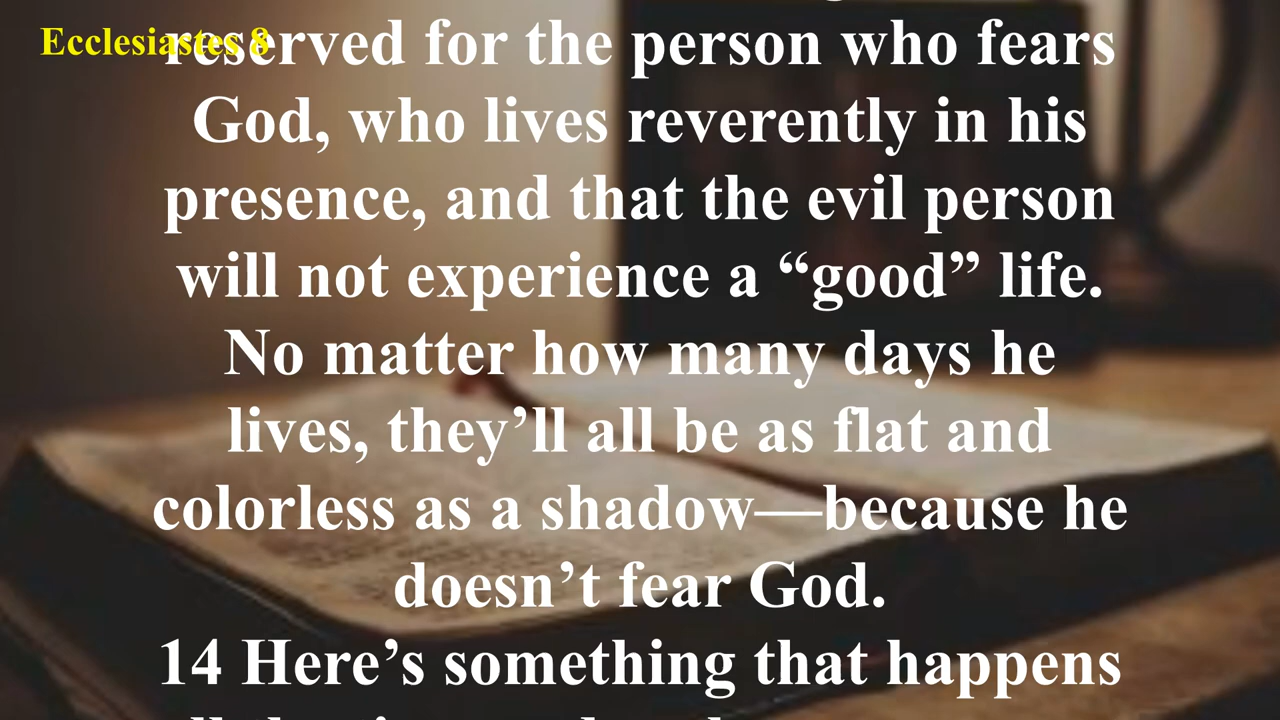 Ecclesiastes 8
reserved for the person who fears
God, who lives reverently in his
presence, and that the evil person
will not experience a “good” life.
No matter how many days he
lives, they’ll all be as flat and
colorless as a shadow—because he
doesn’t fear God.
14 Here’s something that happens